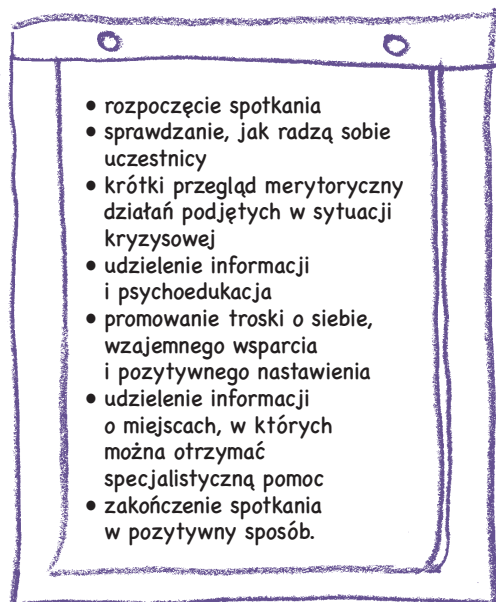 • rozpoczęcie spotkania
• sprawdzanie, jak radzą sobie
uczestnicy
• krótki przegląd merytoryczny
działań podjętych w sytuacji
kryzysowej
• udzielenie informacji
i psychoedukacja
• promowanie troski o siebie,
wzajemnego wsparcia
i pozytywnego nastawienia
• udzielenie informacji
o miejscach, w których
można otrzymać
specjalistyczną pomoc
• zakończenie spotkania
w pozytywny sposób.